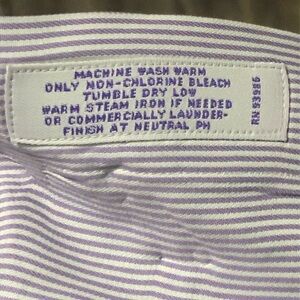 MACHINE WASH WARM
ONLY NON-CHLORINE BLEACH
TUMBLE DRY LOW
WARM STEAM IRON IF NEEDED
OR COMMERCIALLY LAUNDER-
FINISH AT NEUTRAL PH
RN 93986